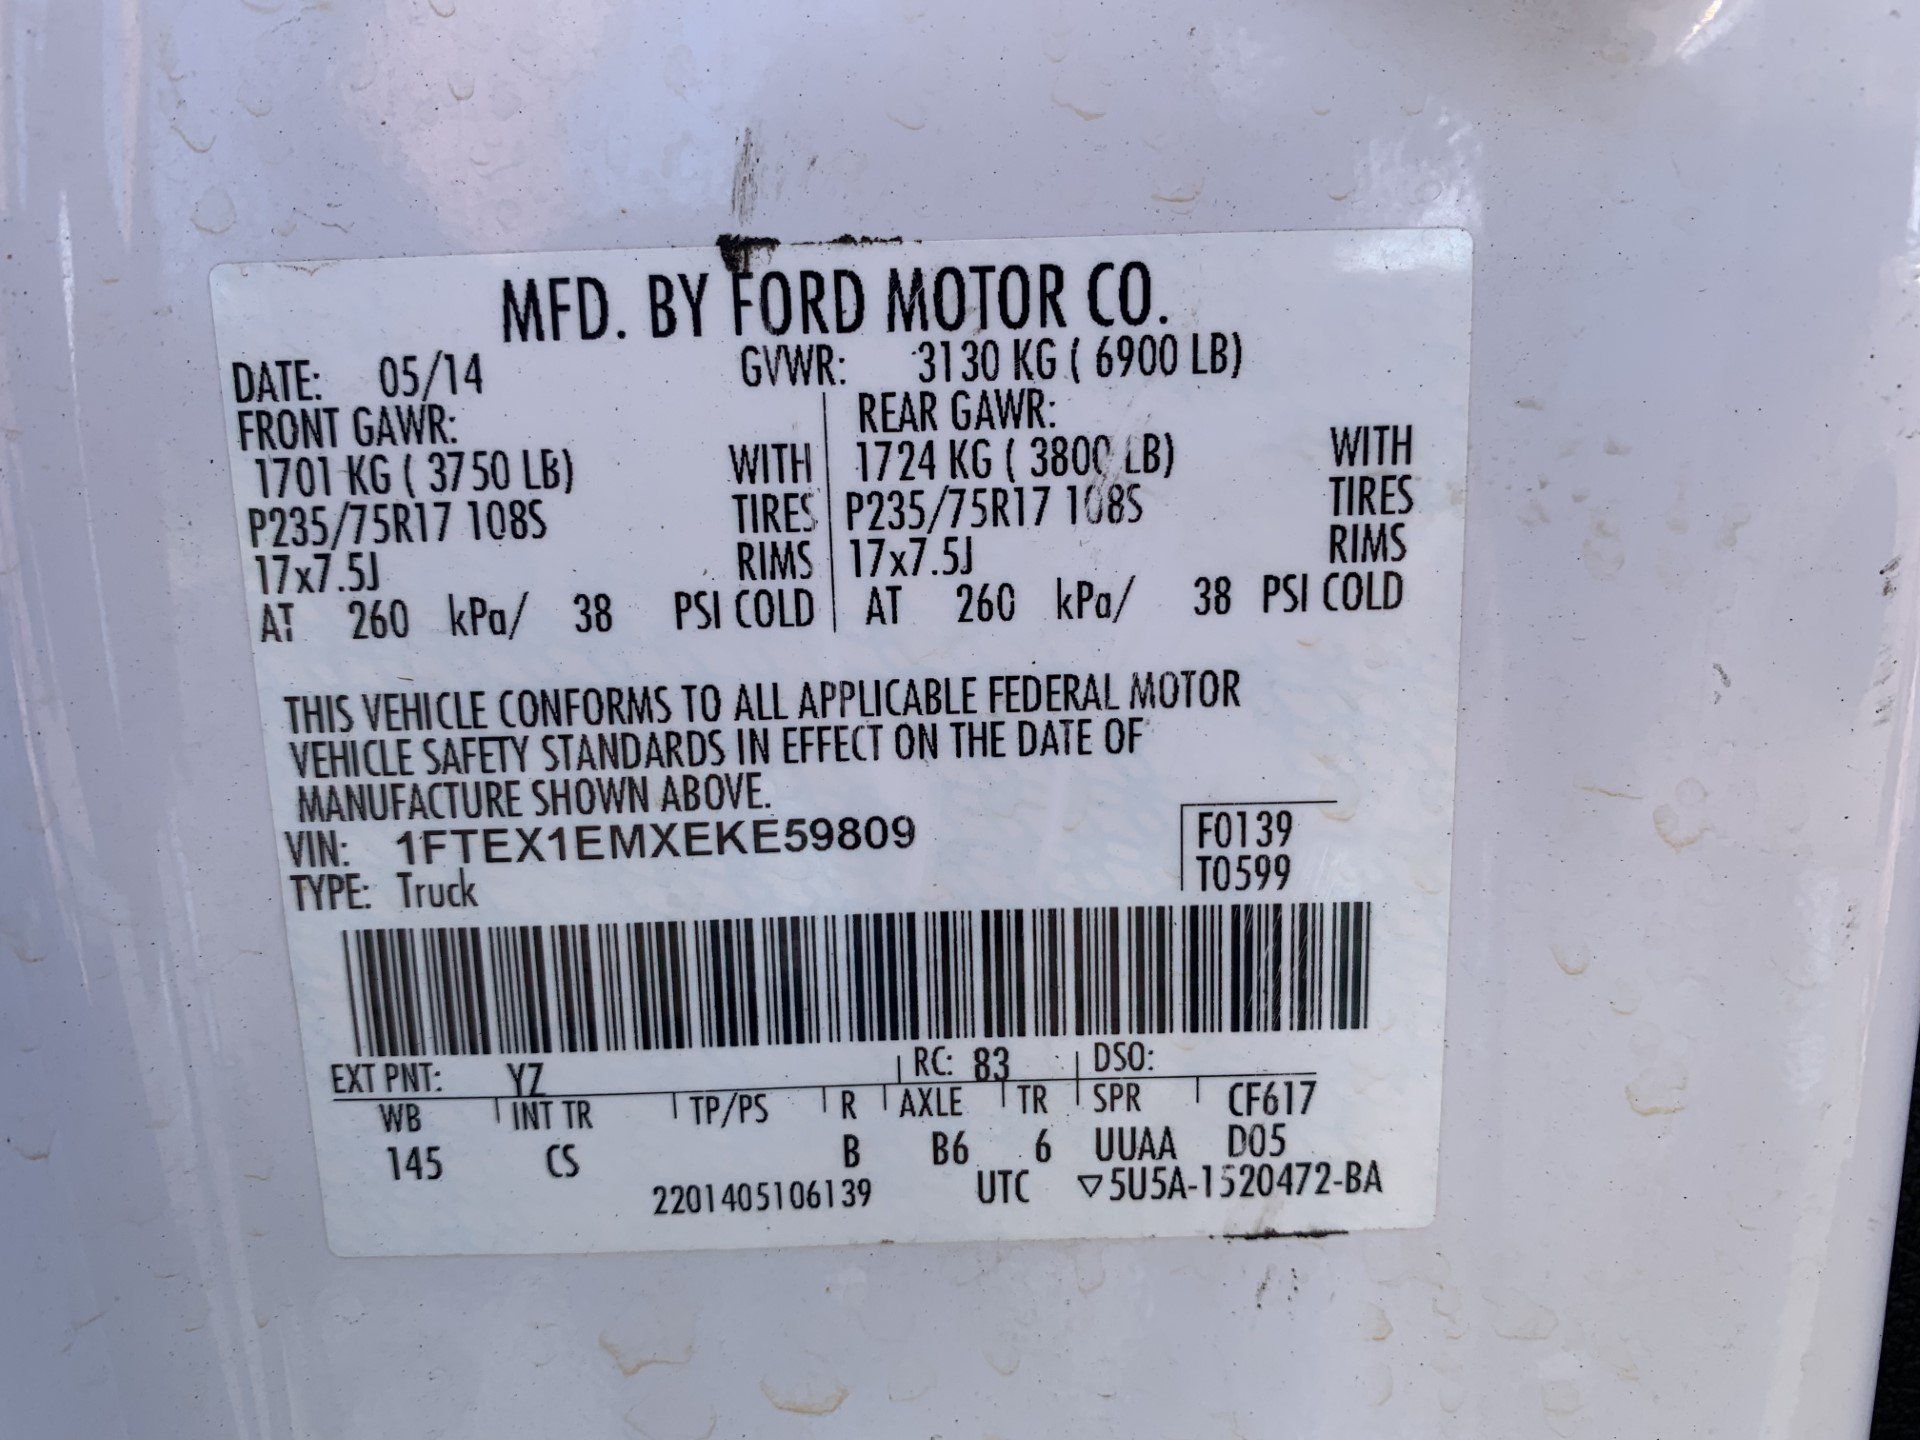 MFD. BY FORD MOTOR CO.
DATE: 05/14 GVWR: 3130 KG ( 6900 LB)
FRONT GAWR: REAR GAWR:
1701 KG ( 3750 LB) WITH 1724 KG ( 3800 LB) WITH
P235/75R17 108S TIRES P235/75R17 108S TIRES
17x7.5J RIMS 17x7.5J RIMS
AT 260 kPa/ 38 PSI COLD AT 260 kPa/ 38 PSI COLD
THIS VEHICLE CONFORMS TO ALL APPLICABLE FEDERAL MOTOR
VEHICLE SAFETY STANDARDS IN EFFECT ON THE DATE OF
MANUFACTURE SHOWN ABOVE.
VIN: 1FTEX1EMXEKE59809 F0139
TYPE: Truck T0599
EXT PNT: YZ RC: 83 DSO:
WB INT TR TP/PS R AXLE TR SPR CF617
145 CS B B6 6 UUAA D05
2201405106139 UTC ▽5U5A-1520472-BA